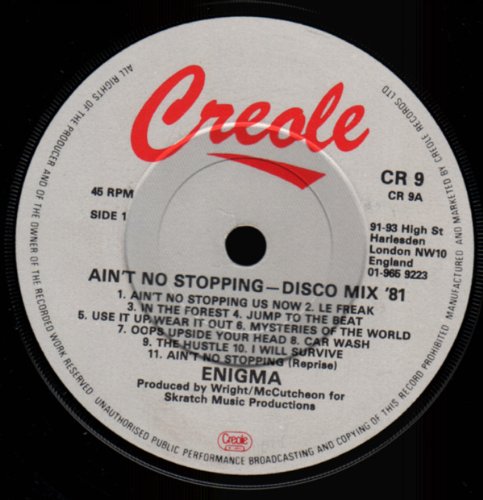 Creole
45 RPM
SIDE 1
CR 9
CR 9A
91-93 High St
Harlesden
London NW10
England
01-965 9223
AIN'T NO STOPPING—DISCO MIX '81
1. AIN'T NO STOPPING US NOW 2. LE FREAK
3. IN THE FOREST 4. JUMP TO THE BEAT
5. USE IT UP WEAR IT OUT 6. MYSTERIES OF THE WORLD
7. OOPS UPSIDE YOUR HEAD 8. CAR WASH
9. THE HUSTLE 10. I WILL SURVIVE
11. AIN'T NO STOPPING (Reprise)
ENIGMA
Produced by Wright/McCutcheon for
Skratch Music Productions
Creole
ALL RIGHTS OF THE PRODUCER AND OF THE OWNER OF THE RECORDED WORK RESERVED. UNAUTHORISED PUBLIC PERFORMANCE BROADCASTING AND COPYING OF THIS RECORD PROHIBITED
MANUFACTURED AND MARKETED BY CREOLE RECORDS LTD